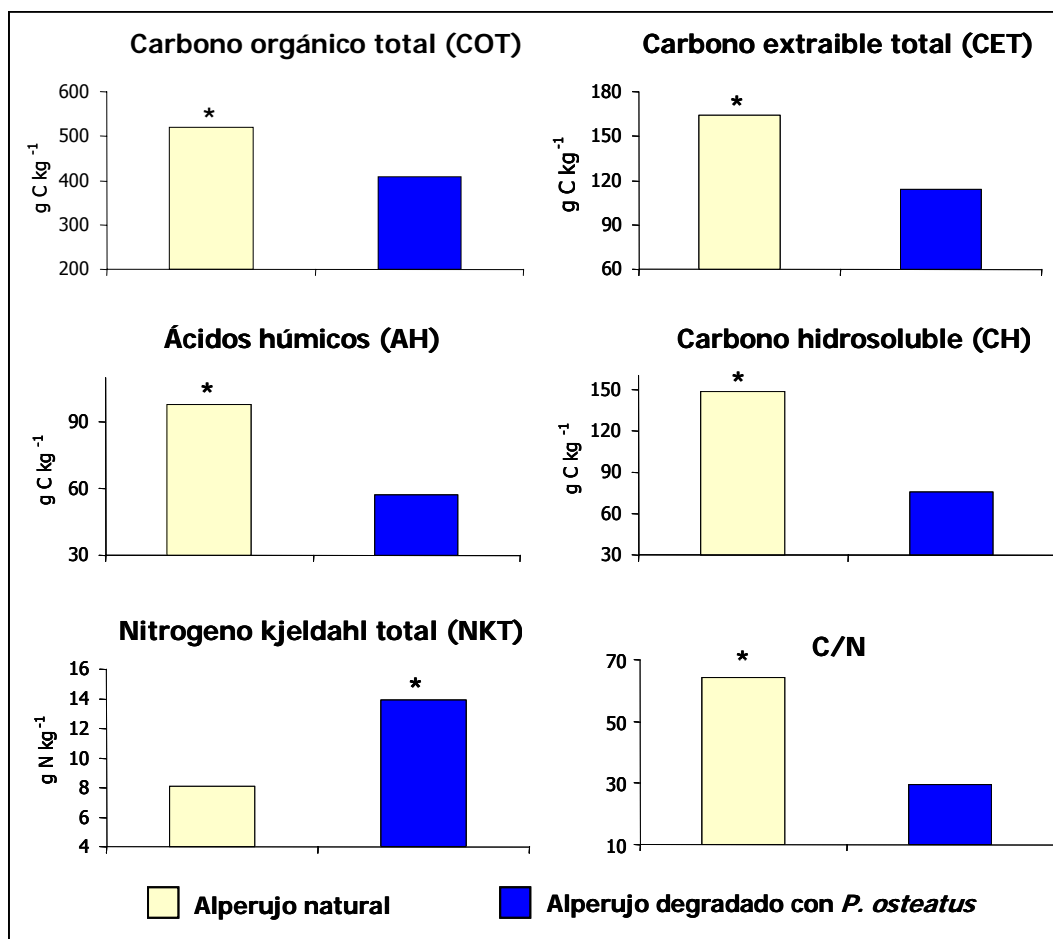 Carbono orgánico total (COT)
600
500
400
300
200
g C kg⁻¹
*
Carbono extraible total (CET)
180
150
120
90
60
g C kg⁻¹
*
Ácidos húmicos (AH)
90
60
30
g C kg⁻¹
*
Carbono hidrosoluble (CH)
150
120
90
60
30
g C kg⁻¹
*
Nitrogeno kjeldahl total (NKT)
16
14
12
10
8
6
4
g N kg⁻¹
*
C/N
70
50
30
10
*
Alperujo natural
Alperujo degradado con P. osteatus